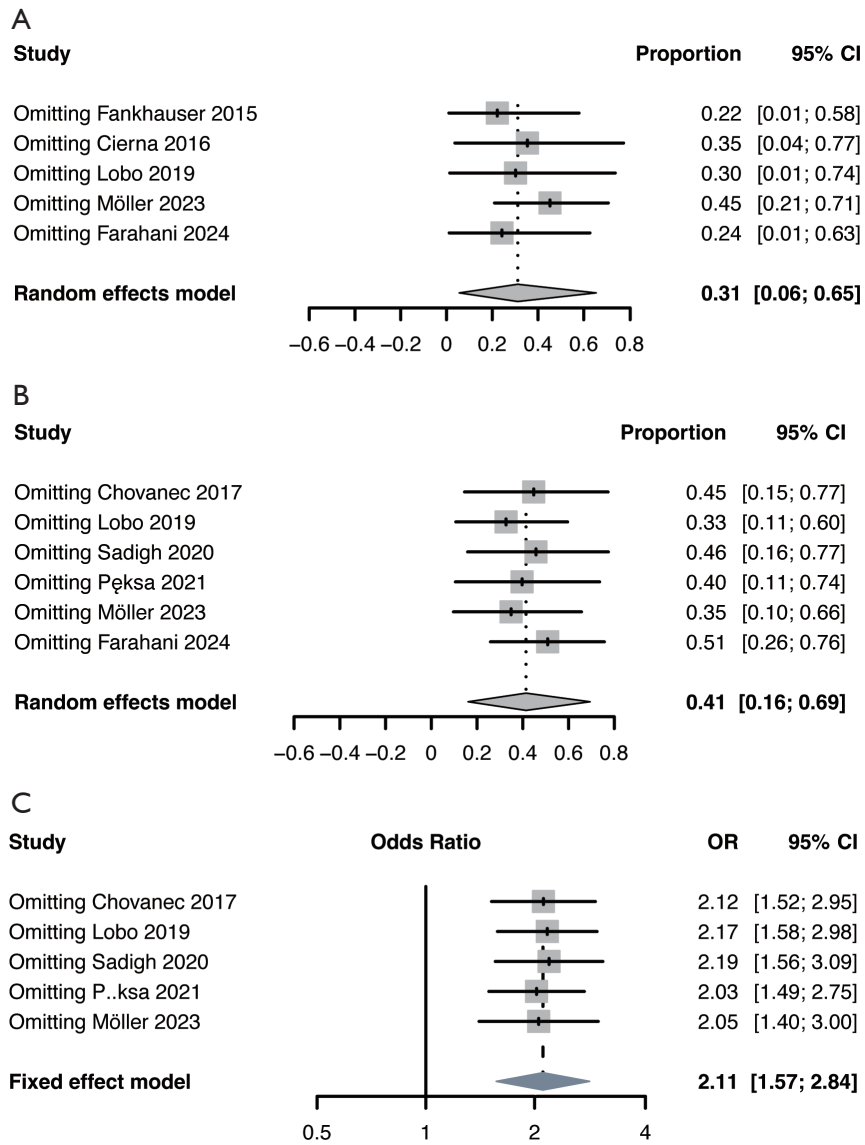 A
Study Proportion 95% CI
Omitting Fankhauser 2015 0.22 [0.01; 0.58]
Omitting Cierna 2016 0.35 [0.04; 0.77]
Omitting Lobo 2019 0.30 [0.01; 0.74]
Omitting Möller 2023 0.45 [0.21; 0.71]
Omitting Farahani 2024 0.24 [0.01; 0.63]
Random effects model 0.31 [0.06; 0.65]
−0.6 −0.4 −0.2 0 0.2 0.4 0.6 0.8
B
Study Proportion 95% CI
Omitting Chovanec 2017 0.45 [0.15; 0.77]
Omitting Lobo 2019 0.33 [0.11; 0.60]
Omitting Sadigh 2020 0.46 [0.16; 0.77]
Omitting Pęksa 2021 0.40 [0.11; 0.74]
Omitting Möller 2023 0.35 [0.10; 0.66]
Omitting Farahani 2024 0.51 [0.26; 0.76]
Random effects model 0.41 [0.16; 0.69]
−0.6 −0.4 −0.2 0 0.2 0.4 0.6 0.8
C
Study Odds Ratio OR 95% CI
Omitting Chovanec 2017 2.12 [1.52; 2.95]
Omitting Lobo 2019 2.17 [1.58; 2.98]
Omitting Sadigh 2020 2.19 [1.56; 3.09]
Omitting P..ksa 2021 2.03 [1.49; 2.75]
Omitting Möller 2023 2.05 [1.40; 3.00]
Fixed effect model 2.11 [1.57; 2.84]
0.5 1 2 4